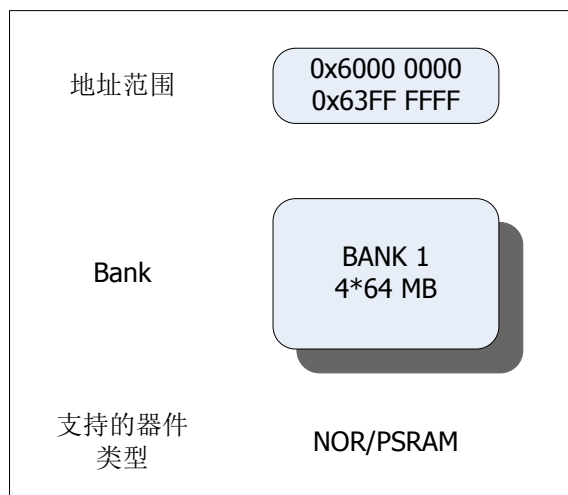 地址范围
0x6000 0000
0x63FF FFFF
Bank
BANK 1
4*64 MB
支持的器件
类型
NOR/PSRAM